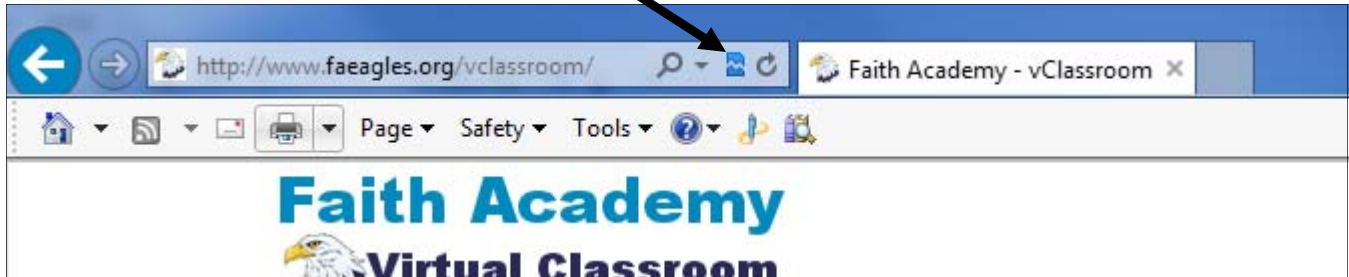 http://www.faeagles.org/vclassroom/
Faith Academy - vClassroom
Page Safety Tools
Faith Academy
Virtual Classroom